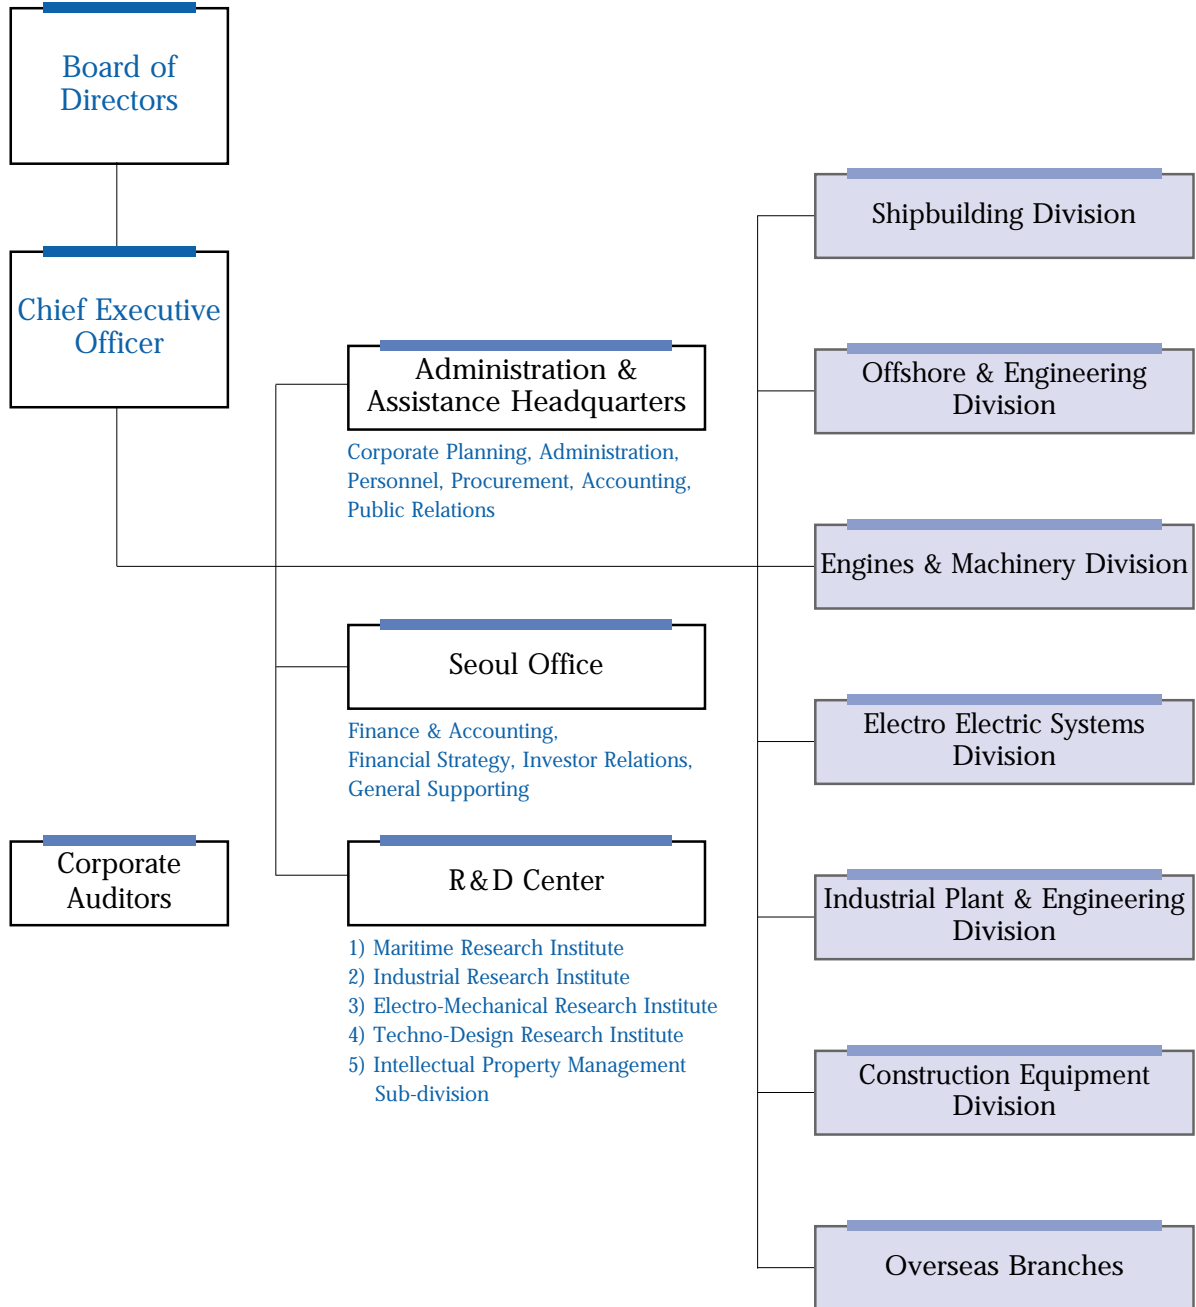 Board of
Directors
Chief Executive
Officer
Administration &
Assistance Headquarters
Corporate Planning, Administration,
Personnel, Procurement, Accounting,
Public Relations
Seoul Office
Finance & Accounting,
Financial Strategy, Investor Relations,
General Supporting
Corporate
Auditors
R&D Center
1) Maritime Research Institute
2) Industrial Research Institute
3) Electro-Mechanical Research Institute
4) Techno-Design Research Institute
5) Intellectual Property Management
Sub-division
Shipbuilding Division
Offshore & Engineering
Division
Engines & Machinery Division
Electro Electric Systems
Division
Industrial Plant & Engineering
Division
Construction Equipment
Division
Overseas Branches